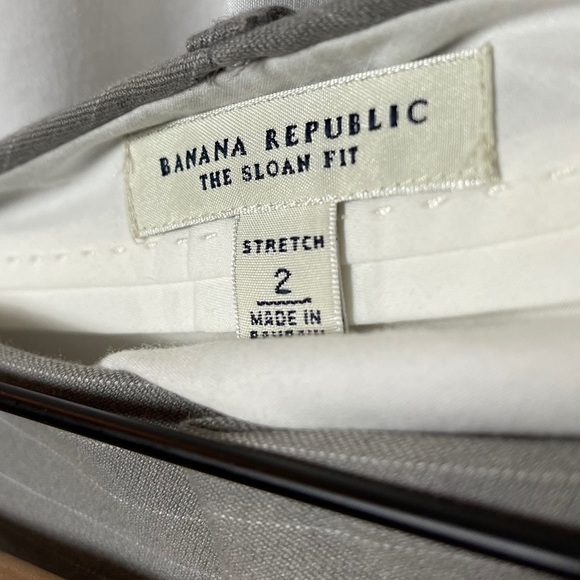 BANANA REPUBLIC
THE SLOAN FIT
STRETCH
2
MADE IN